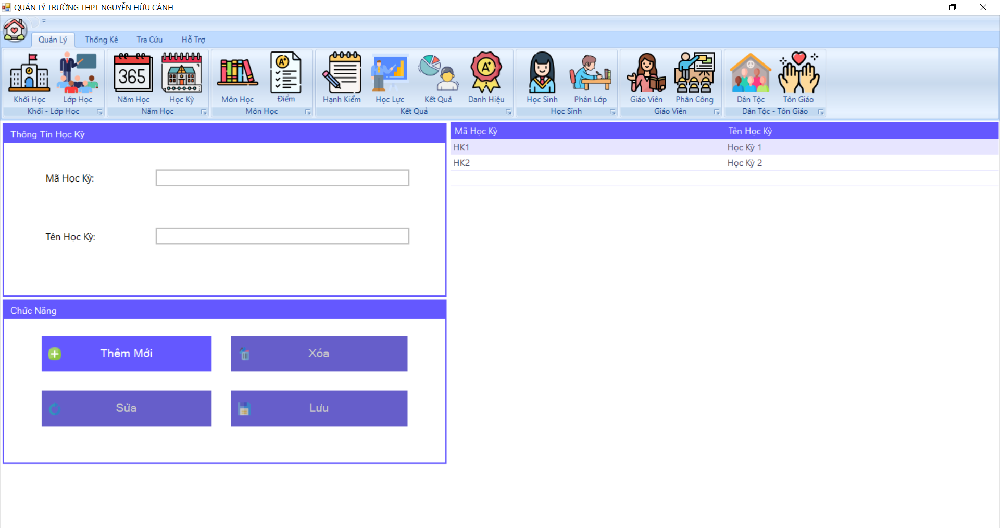 QUẢN LÝ TRƯỜNG THPT NGUYỄN HỮU CẢNH
Quản Lý Thống Kê Tra Cứu Hỗ Trợ
365 A+ A+
Khối Học Lớp Học Năm Học Học Kỳ Môn Học Điểm Hạnh Kiểm Học Lực Kết Quả Danh Hiệu Học Sinh Phân Lớp Giáo Viên Phân Công Dân Tộc Tôn Giáo
Khối - Lớp Học Năm Học Môn Học Kết Quả Học Sinh Giáo Viên Dân Tộc - Tôn Giáo
Thông Tin Học Kỳ
Mã Học Kỳ:
Tên Học Kỳ:
Chức Năng
Thêm Mới Xóa
Sửa Lưu
Mã Học Kỳ Tên Học Kỳ
HK1 Học Kỳ 1
HK2 Học Kỳ 2